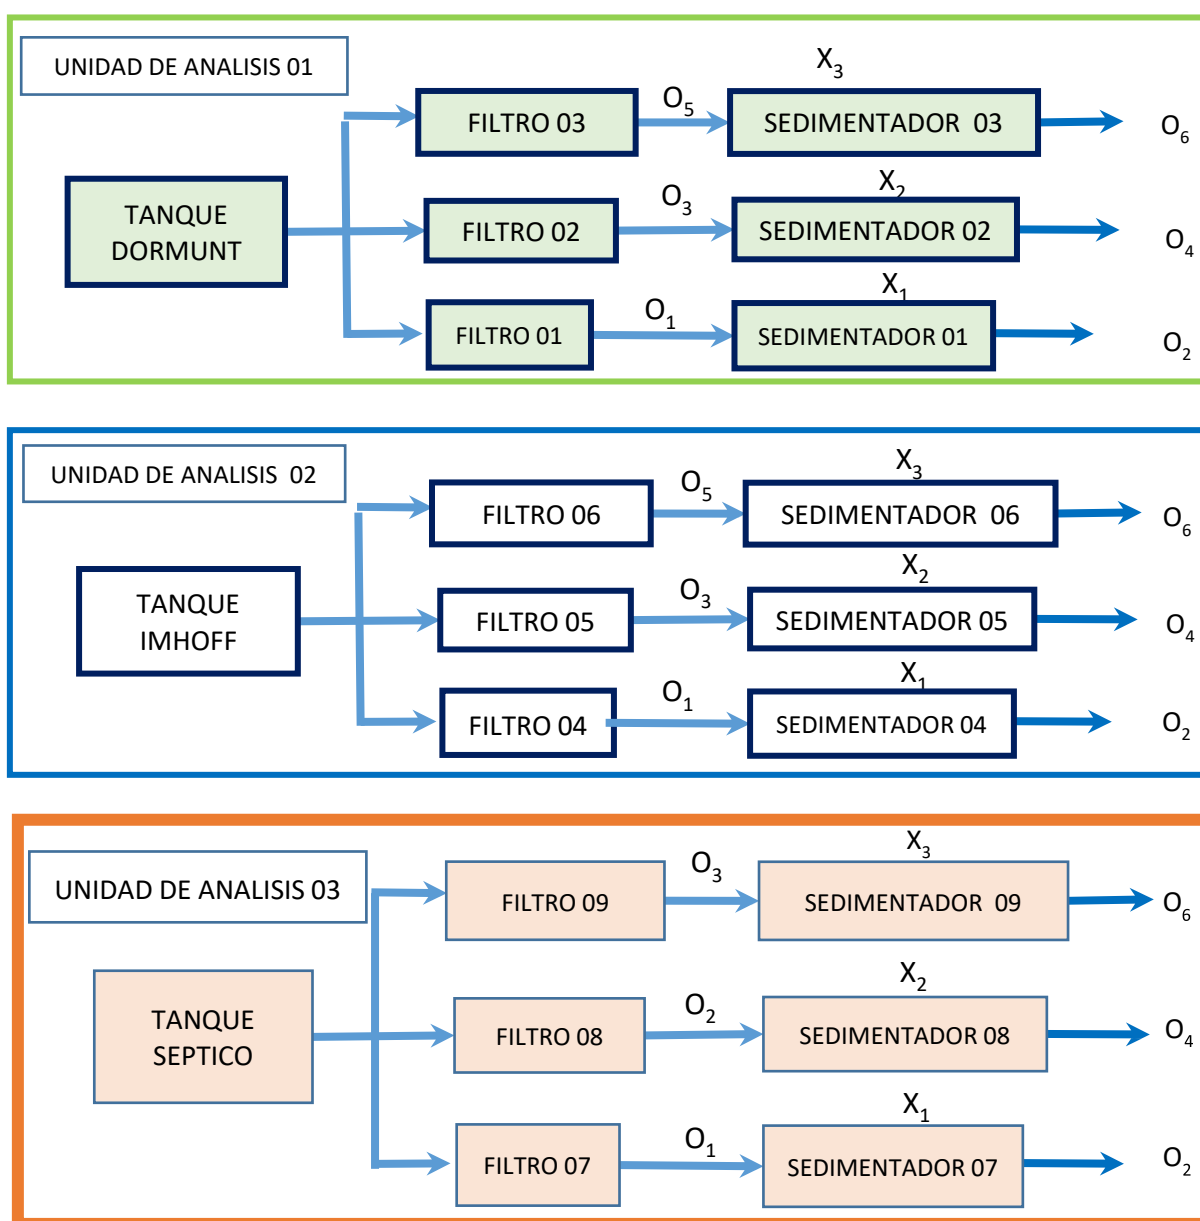 UNIDAD DE ANALISIS 01
X3
FILTRO 03
O5
SEDIMENTADOR 03
O6
TANQUE
DORMUNT
FILTRO 02
O3
X2
SEDIMENTADOR 02
O4
FILTRO 01
O1
X1
SEDIMENTADOR 01
O2
UNIDAD DE ANALISIS 02
X3
FILTRO 06
O5
SEDIMENTADOR 06
O6
TANQUE
IMHOFF
FILTRO 05
O3
X2
SEDIMENTADOR 05
O4
FILTRO 04
O1
X1
SEDIMENTADOR 04
O2
UNIDAD DE ANALISIS 03
X3
FILTRO 09
O3
SEDIMENTADOR 09
O6
TANQUE
SEPTICO
FILTRO 08
O2
X2
SEDIMENTADOR 08
O4
FILTRO 07
O1
X1
SEDIMENTADOR 07
O2